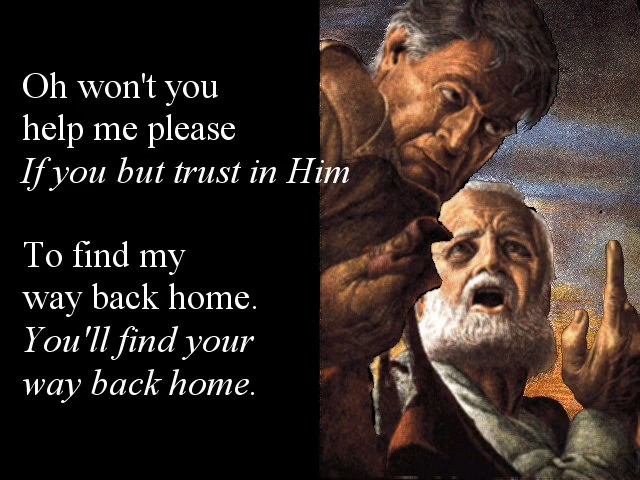 Oh won't you
help me please
If you but trust in Him
To find my
way back home.
You'll find your
way back home.